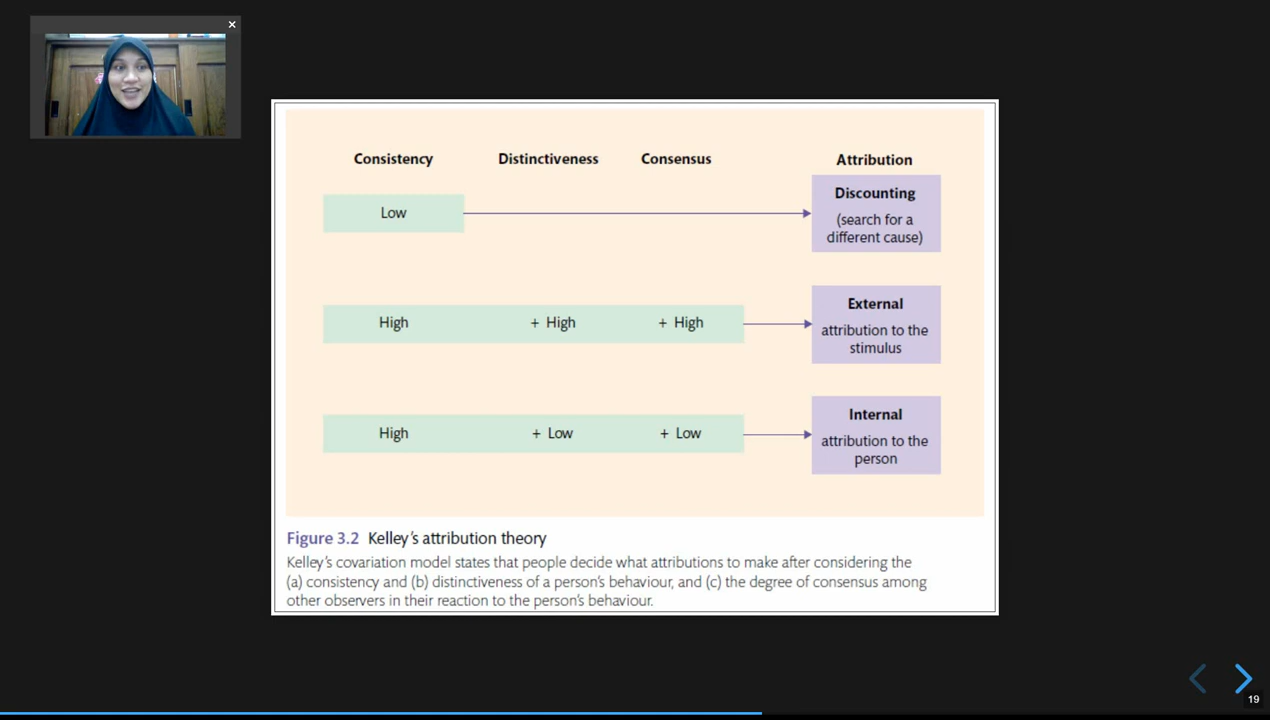 Consistency Distinctiveness Consensus Attribution
Low
Discounting
(search for a
different cause)
High + High + High
External
attribution to the
stimulus
High + Low + Low
Internal
attribution to the
person
Figure 3.2 Kelley’s attribution theory
Kelley’s covariation model states that people decide what attributions to make after considering the
(a) consistency and (b) distinctiveness of a person’s behaviour, and (c) the degree of consensus among
other observers in their reaction to the person’s behaviour.
19